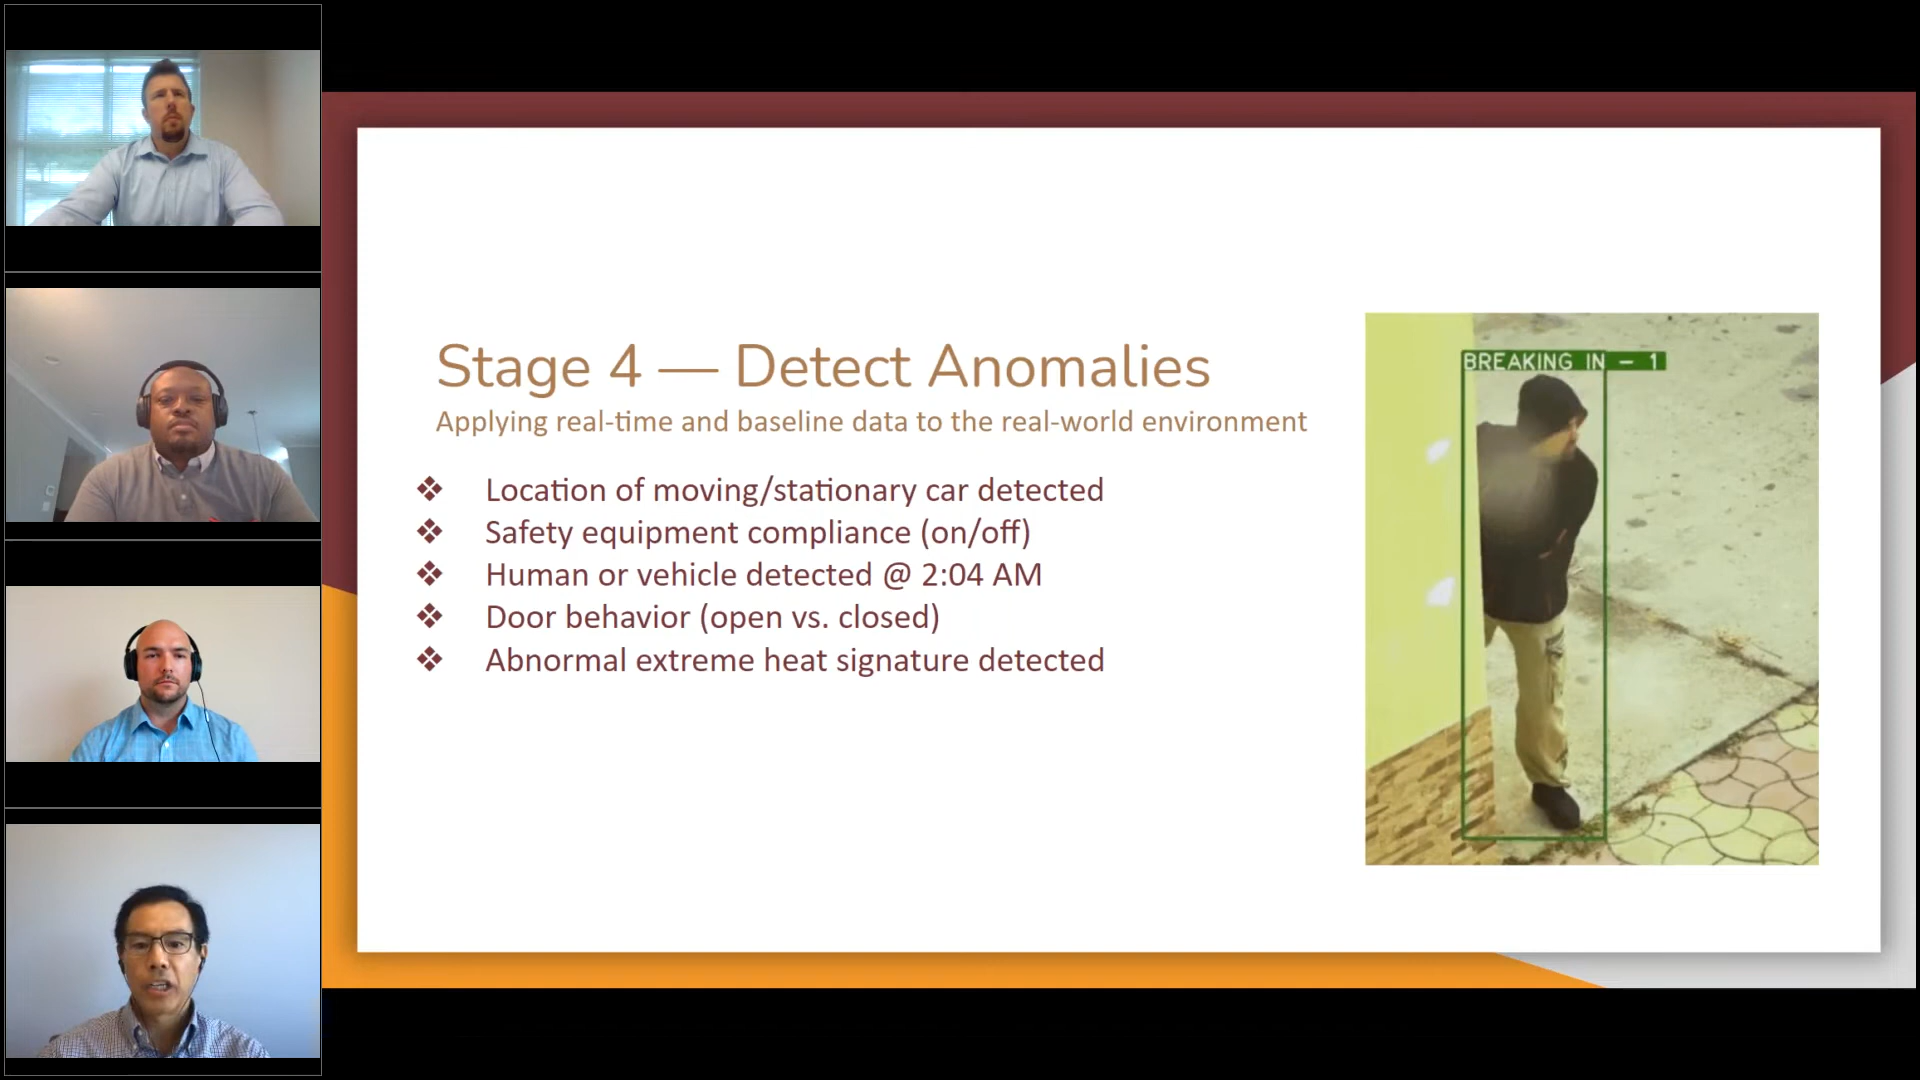 Stage 4 — Detect Anomalies
Applying real-time and baseline data to the real-world environment
❖ Location of moving/stationary car detected
❖ Safety equipment compliance (on/off)
❖ Human or vehicle detected @ 2:04 AM
❖ Door behavior (open vs. closed)
❖ Abnormal extreme heat signature detected
BREAKING IN - 1